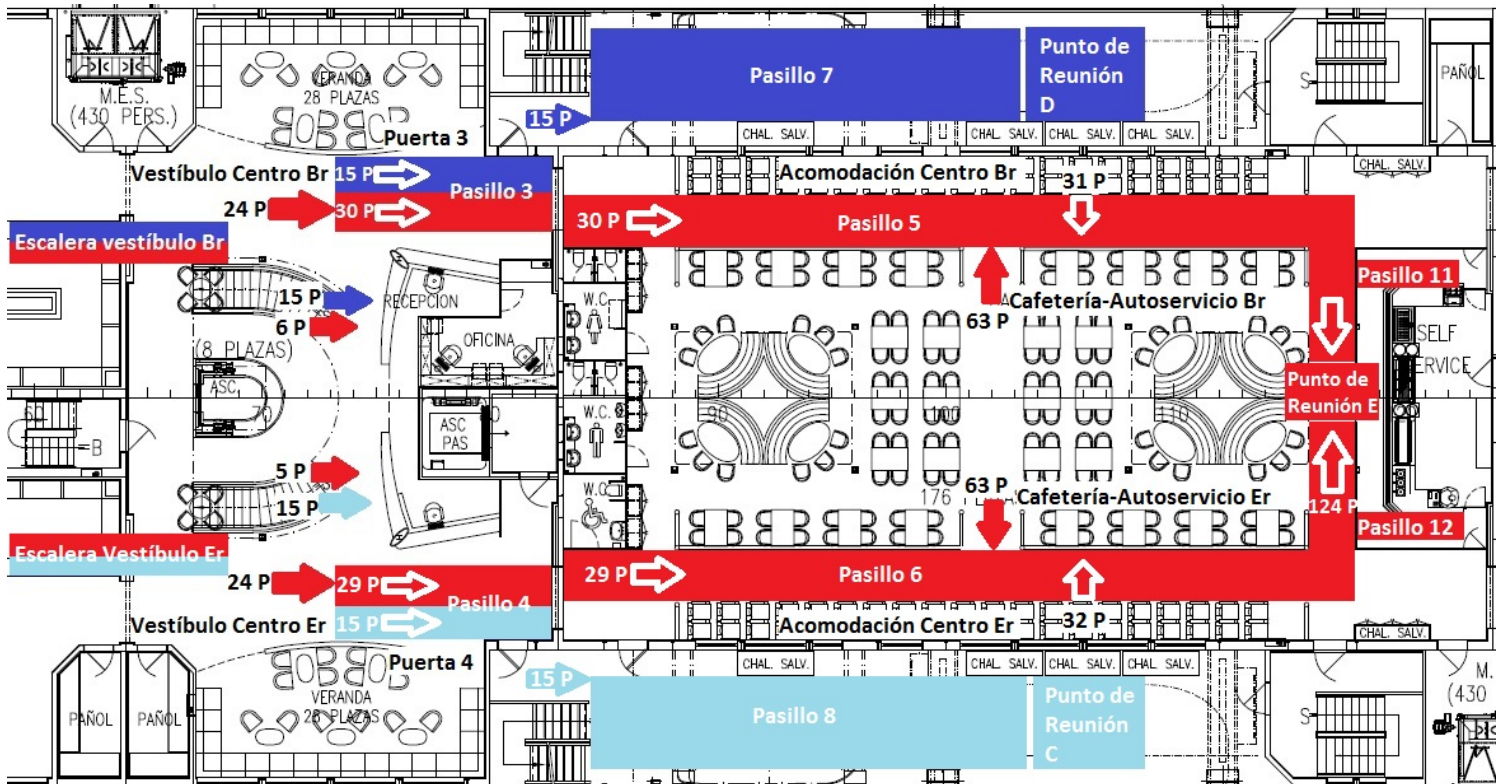 M.E.S.
(430 PERS.)
VERANDA
28 PLAZAS
Puerta 3
15 P
Pasillo 7
Punto de
Reunión
D
S
PAÑOL
CHAL. SALV.
CHAL. SALV.
CHAL. SALV.
CHAL. SALV.
CHAL. SALV.
Vestíbulo Centro Br
15 P
Pasillo 3
24 P
30 P
Acomodación Centro Br
31 P
30 P
Pasillo 5
Escalera vestíbulo Br
15 P
6 P
RECEPCION
OFICINA
W.C.
(8 PLAZAS)
ASC
70
60
B
ASC
PAS
W.C.
63 P
Cafetería-Autoservicio Br
90
100
110
Pasillo 11
SELF
SERVICE
Punto de
Reunión E
5 P
15 P
W.C.
63 P
176
Cafetería-Autoservicio Er
124 P
Pasillo 12
Escalera Vestíbulo Er
24 P
29 P
Pasillo 4
15 P
29 P
Pasillo 6
Vestíbulo Centro Er
Acomodación Centro Er
32 P
CHAL. SALV.
Puerta 4
CHAL. SALV.
CHAL. SALV.
CHAL. SALV.
CHAL. SALV.
15 P
Pasillo 8
Punto de
Reunión
C
VERANDA
28 PLAZAS
PAÑOL
PAÑOL
S
M.
(430